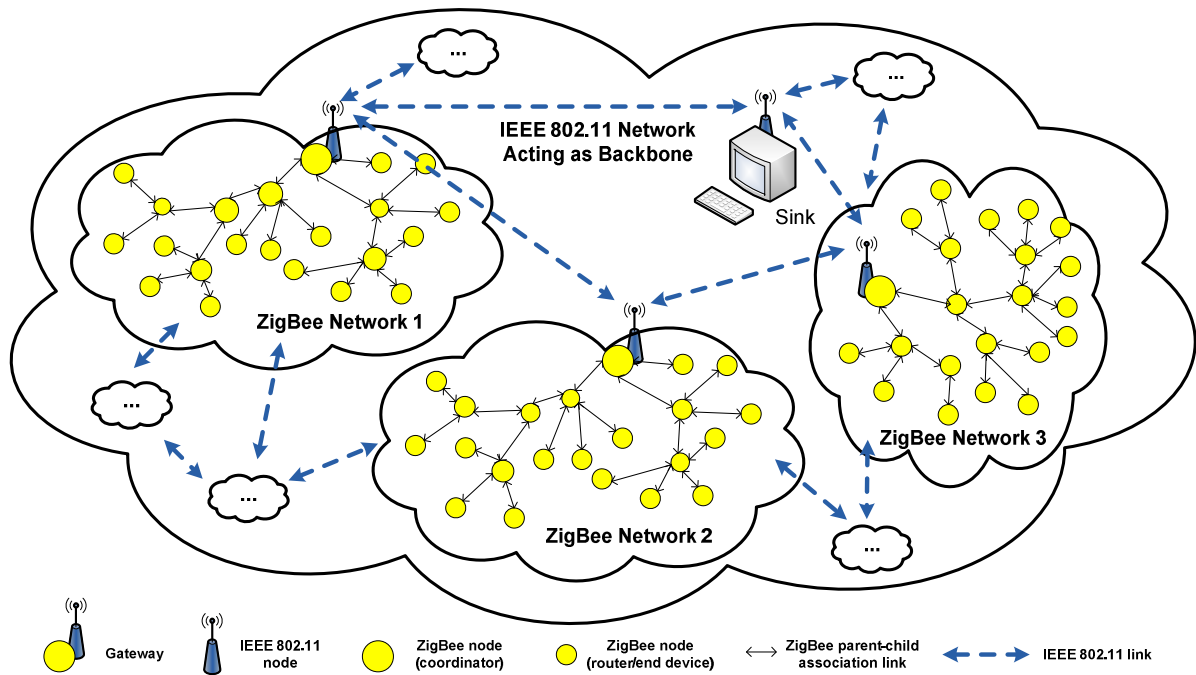 ...
...
IEEE 802.11 Network
Acting as Backbone
Sink
ZigBee Network 1
...
ZigBee Network 3
...
ZigBee Network 2
...
Gateway
IEEE 802.11
node
ZigBee node
(coordinator)
ZigBee node
(router/end device)
ZigBee parent-child
association link
IEEE 802.11 link